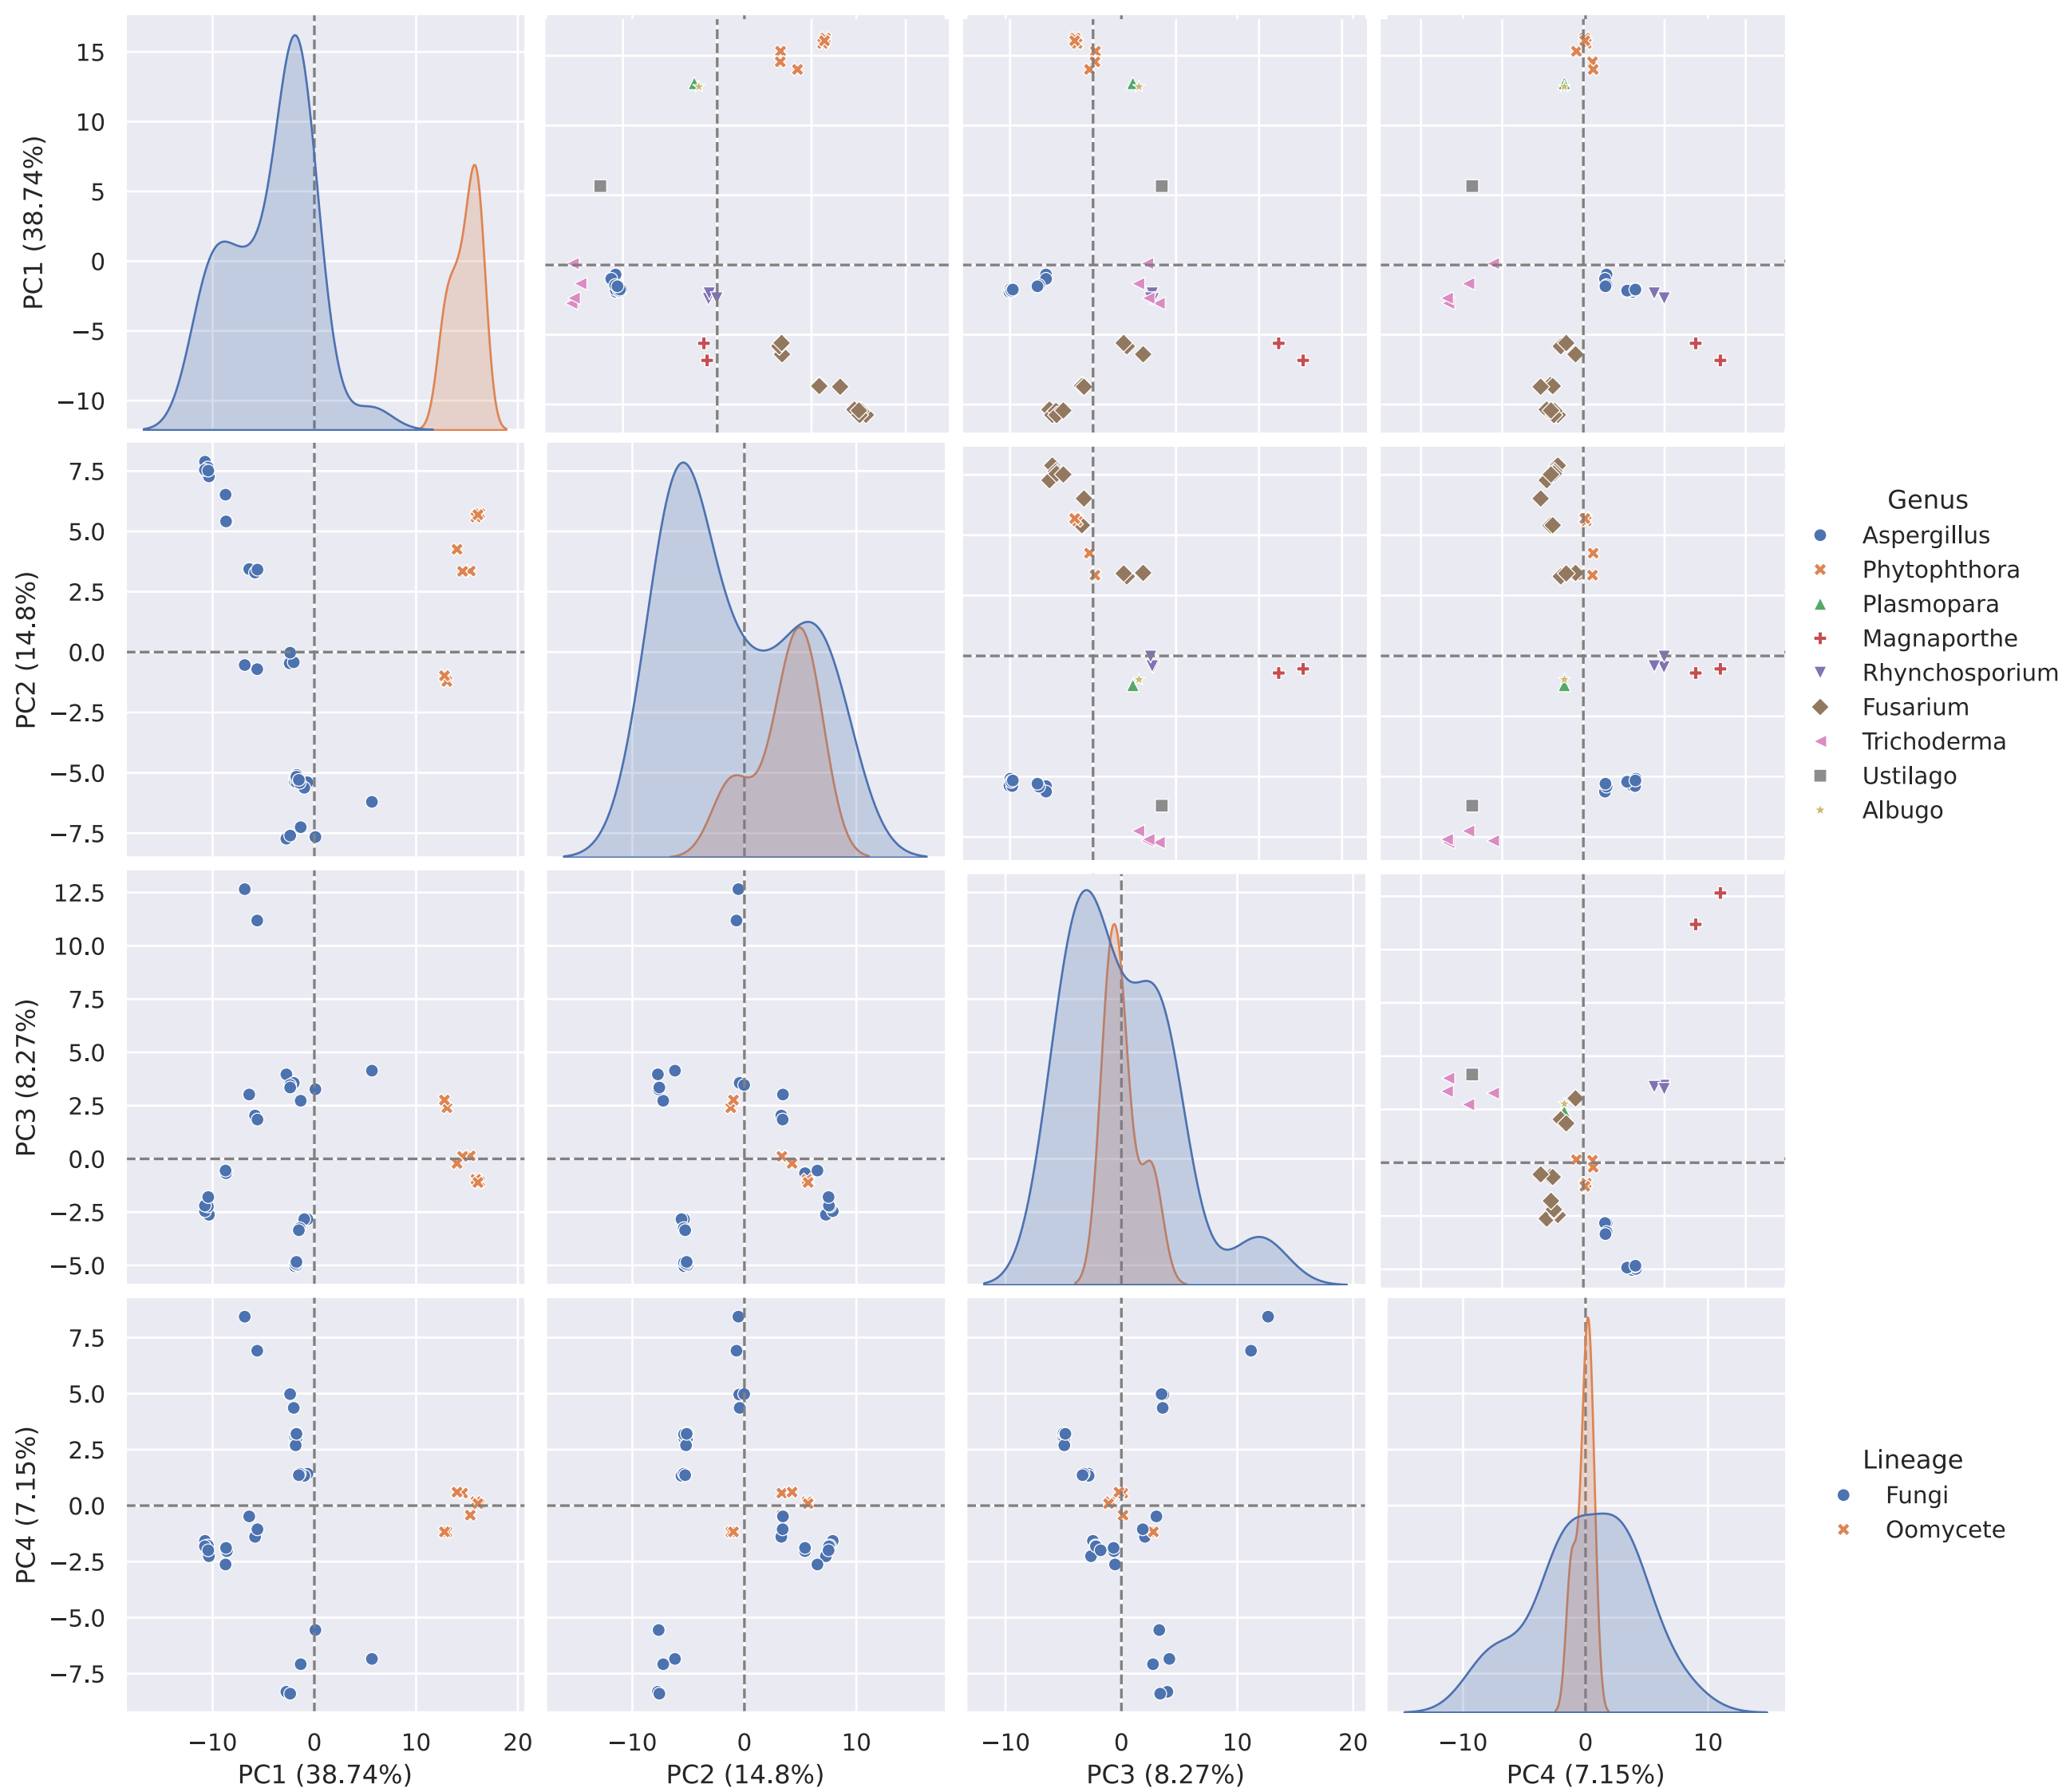 PC1 (38.74%)
15
10
5
0
−5
−10
PC2 (14.8%)
7.5
5.0
2.5
0.0
−2.5
−5.0
−7.5
Genus
Aspergillus
Phytophthora
Plasmopara
Magnaporthe
Rhynchosporium
Fusarium
Trichoderma
Ustilago
Albugo
PC3 (8.27%)
12.5
10.0
7.5
5.0
2.5
0.0
−2.5
−5.0
PC4 (7.15%)
7.5
5.0
2.5
0.0
−2.5
−5.0
−7.5
Lineage
Fungi
Oomycete
−10 0 10 20
−10 0 10
−10 0 10 20
−10 0 10
PC1 (38.74%)
PC2 (14.8%)
PC3 (8.27%)
PC4 (7.15%)